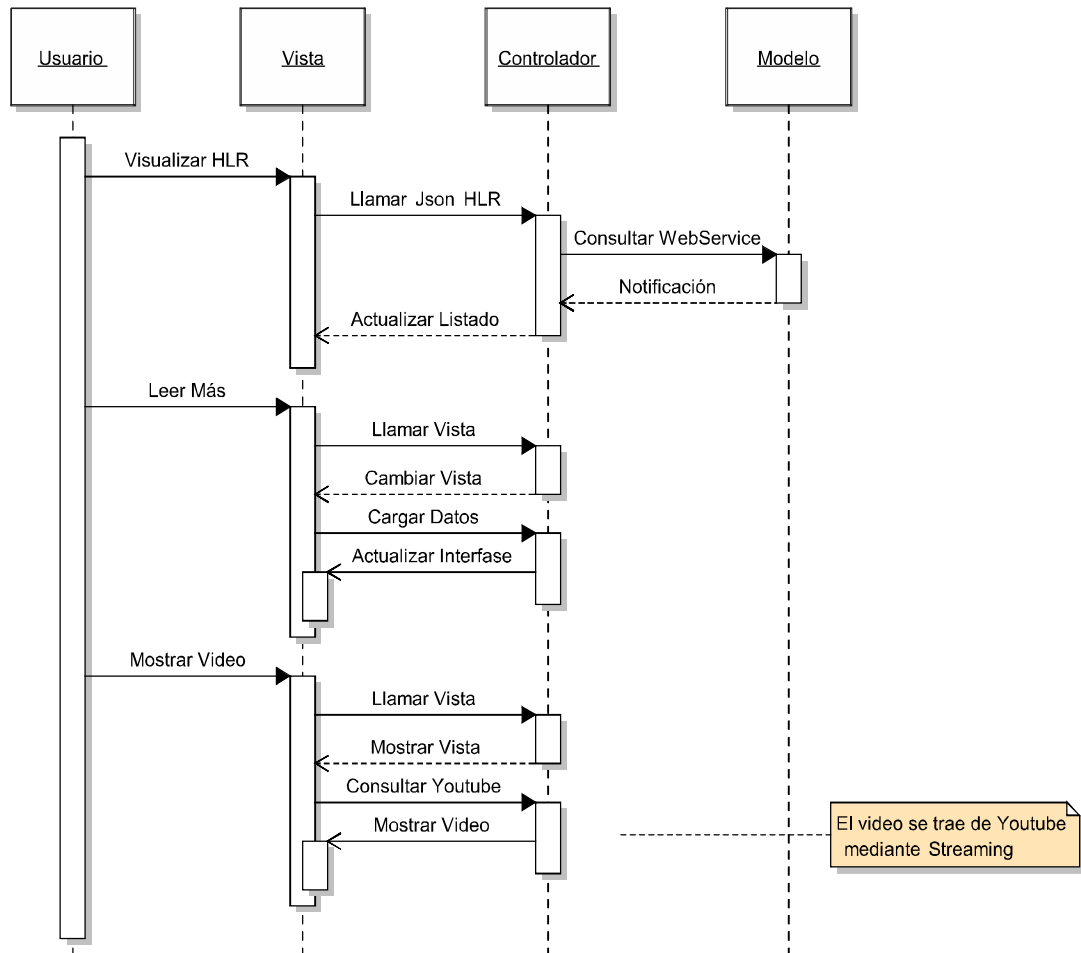 Usuario
Vista
Controlador
Modelo
Visualizar HLR
Llamar Json HLR
Consultar WebService
Notificación
Actualizar Listado
Leer Más
Llamar Vista
Cambiar Vista
Cargar Datos
Actualizar Interfase
Mostrar Video
Llamar Vista
Mostrar Vista
Consultar Youtube
Mostrar Video
El video se trae de Youtube
mediante Streaming